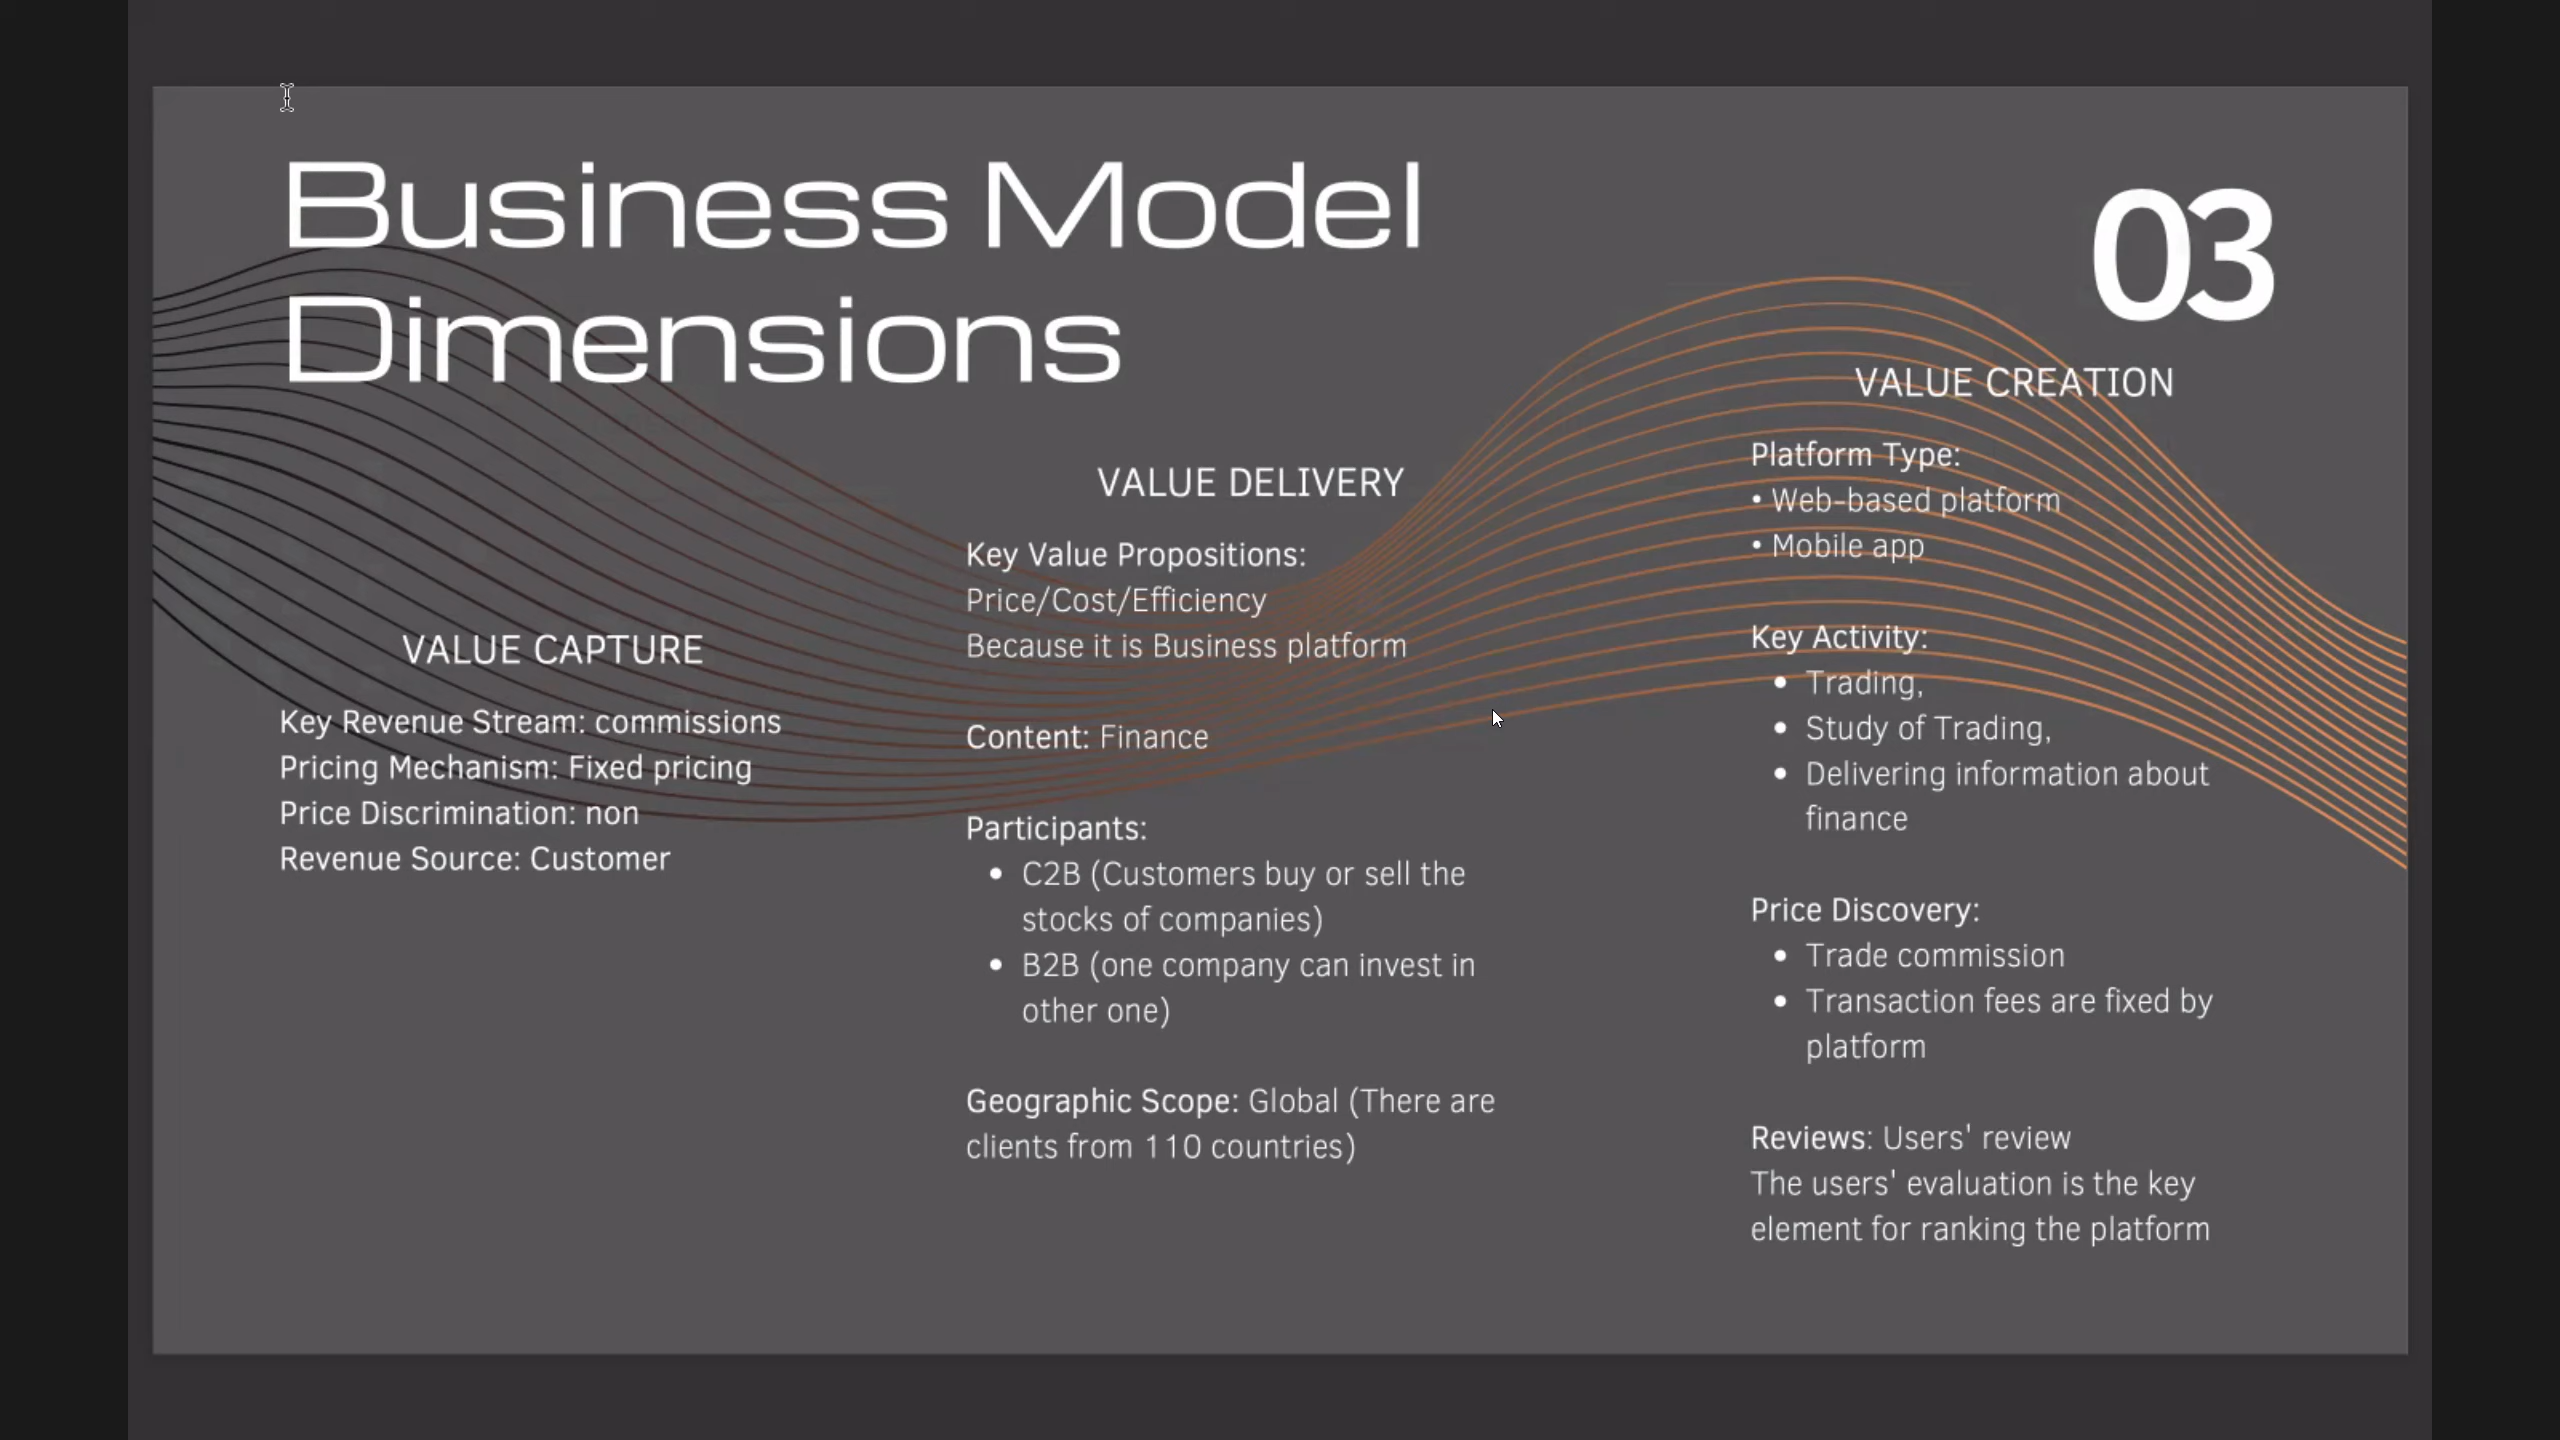 Business Model
Dimensions
03
VALUE CAPTURE
Key Revenue Stream: commissions
Pricing Mechanism: Fixed pricing
Price Discrimination: non
Revenue Source: Customer
VALUE DELIVERY
Key Value Propositions:
Price/Cost/Efficiency
Because it is Business platform
Content: Finance
Participants:
• C2B (Customers buy or sell the
stocks of companies)
• B2B (one company can invest in
other one)
Geographic Scope: Global (There are
clients from 110 countries)
VALUE CREATION
Platform Type:
• Web-based platform
• Mobile app
Key Activity:
• Trading,
• Study of Trading,
• Delivering information about
finance
Price Discovery:
• Trade commission
• Transaction fees are fixed by
platform
Reviews: Users' review
The users' evaluation is the key
element for ranking the platform